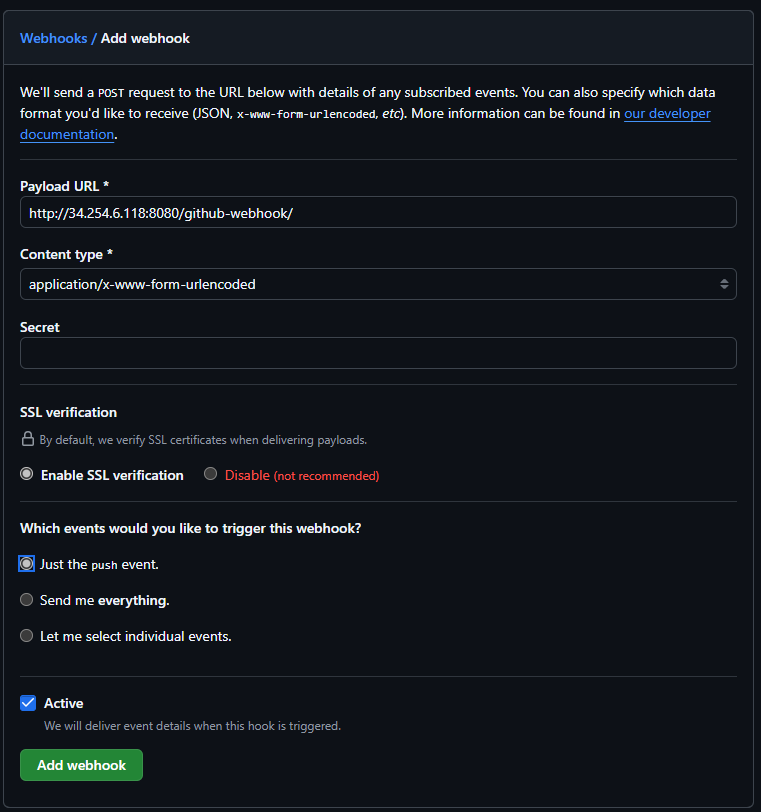 Webhooks / Add webhook
We'll send a POST request to the URL below with details of any subscribed events. You can also specify which data
format you'd like to receive (JSON, x-www-form-urlencoded, etc). More information can be found in our developer
documentation.
Payload URL *
http://34.254.6.118:8080/github-webhook/
Content type *
application/x-www-form-urlencoded
Secret
SSL verification
By default, we verify SSL certificates when delivering payloads.
Enable SSL verification Disable (not recommended)
Which events would you like to trigger this webhook?
Just the push event.
Send me everything.
Let me select individual events.
Active
We will deliver event details when this hook is triggered.
Add webhook